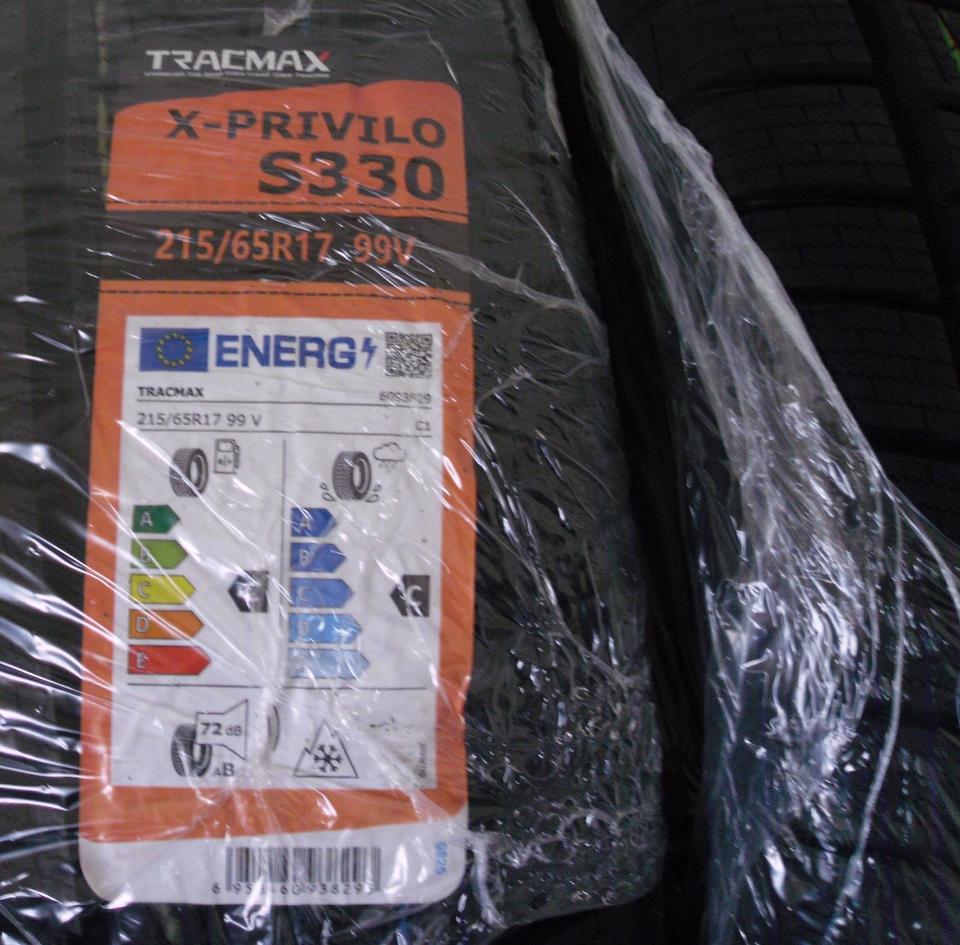 TRACMAX
X-PRIVILO
S330
215/65R17 99V
ENERG
TRACMAX
215/65R17 99 V C1
A A
B B
C C C
D D
E
72 dB
AB